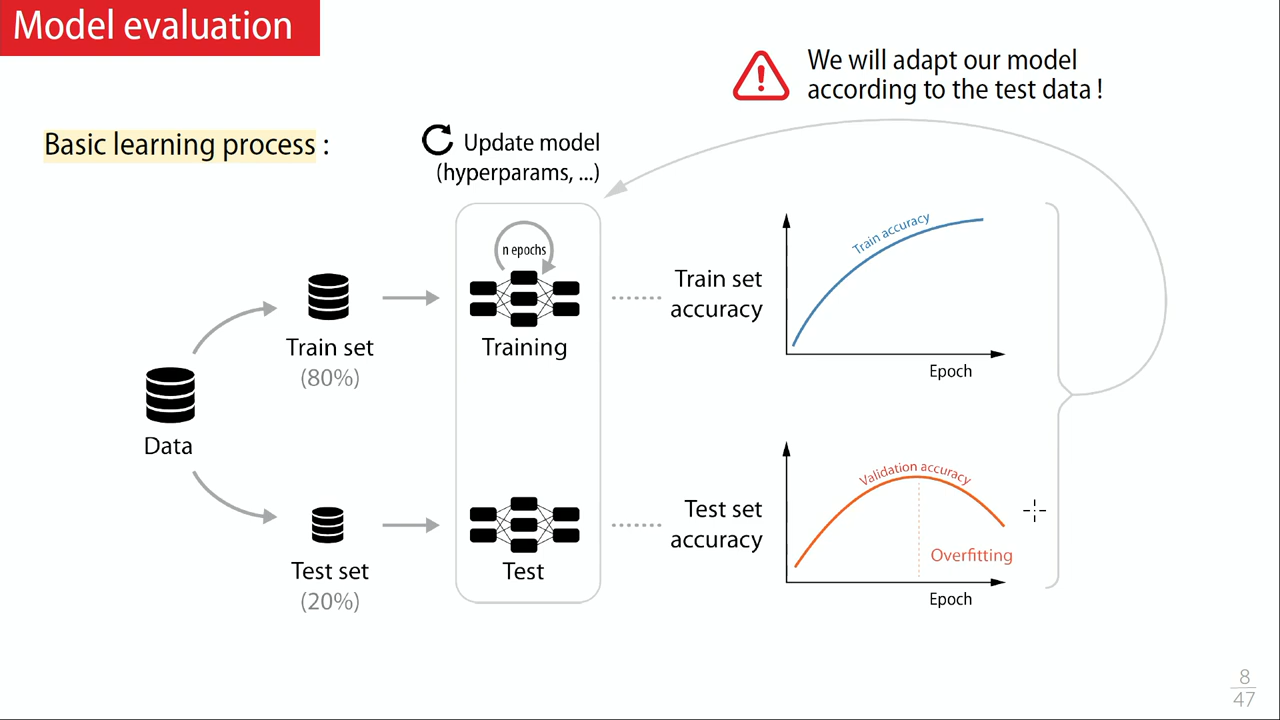 Model evaluation
We will adapt our model
according to the test data !
Basic learning process :
Update model
(hyperparams, ...)
n epochs
Train set
(80%)
Training
Train set
accuracy
Train accuracy
Epoch
Data
Test set
(20%)
Test
Test set
accuracy
Validation accuracy
Overfitting
Epoch
8
47